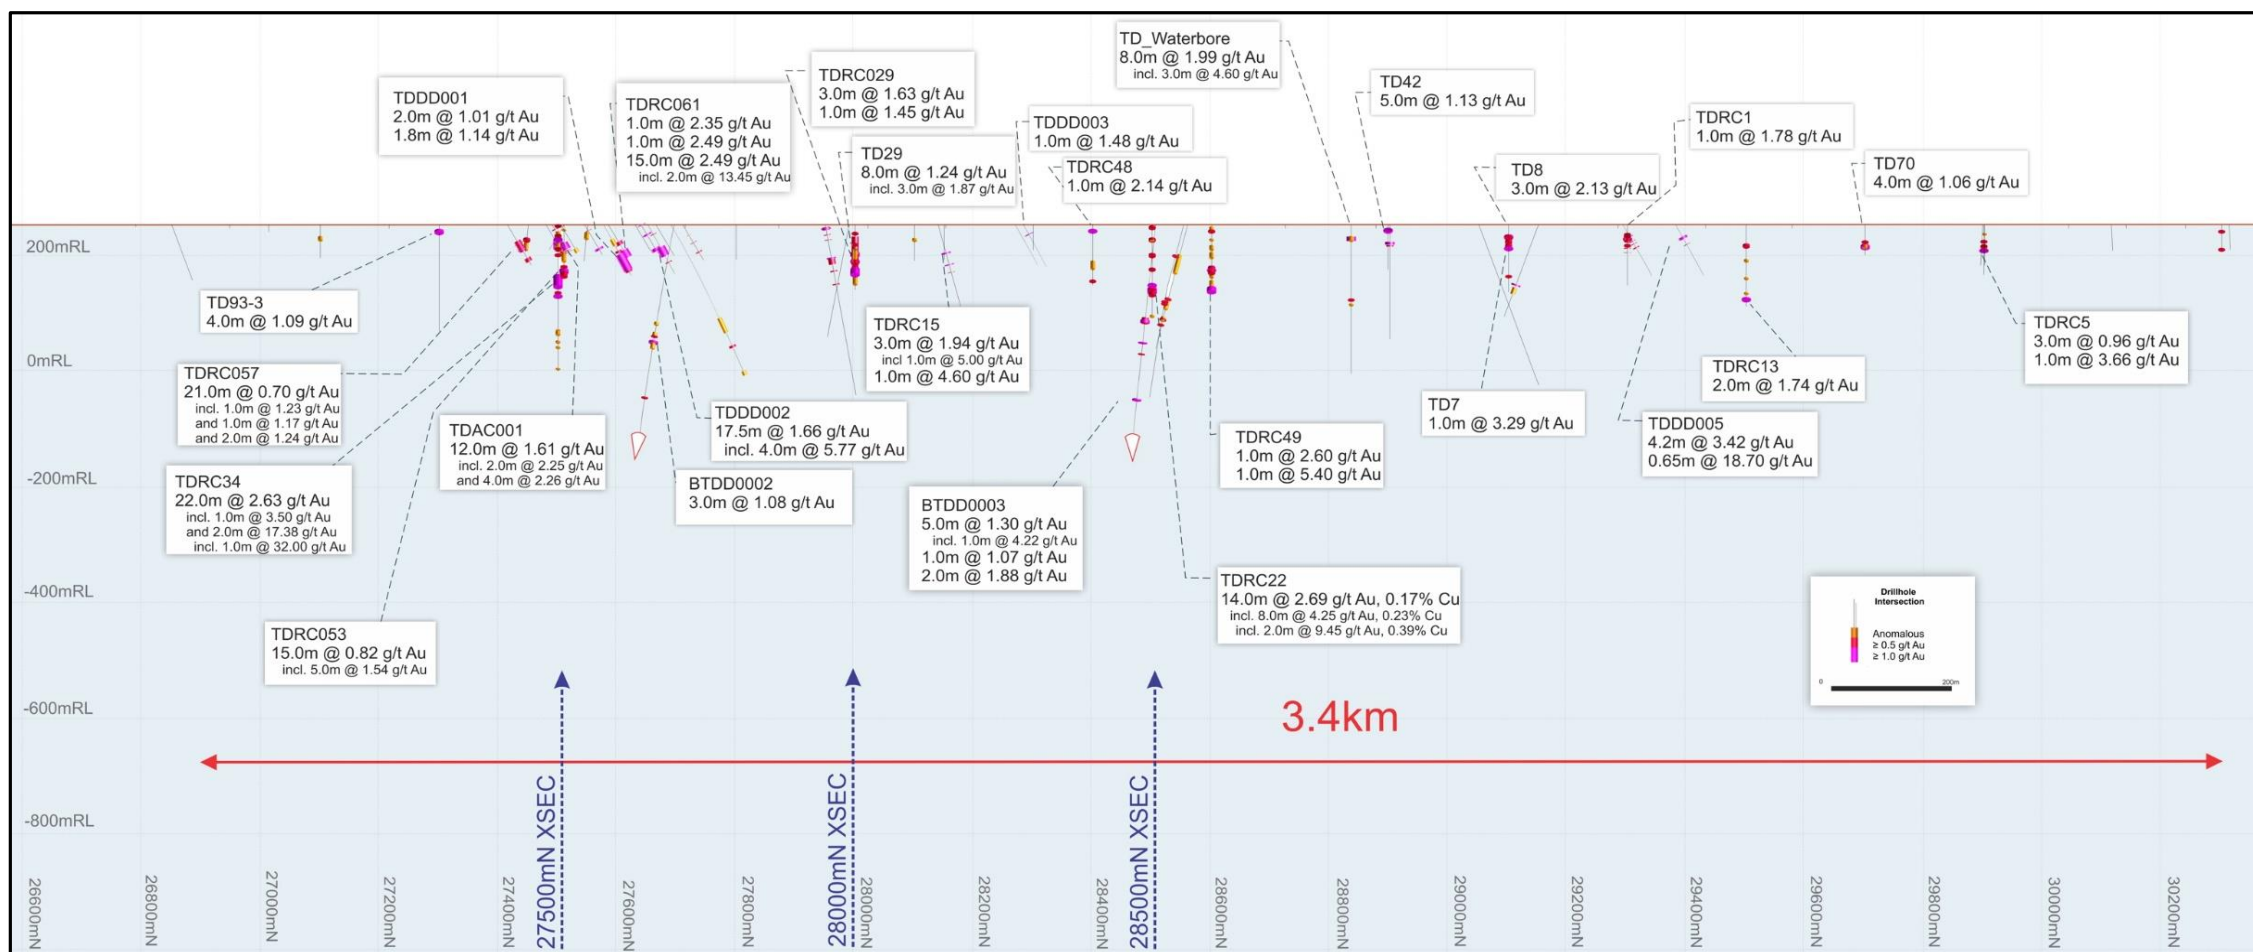 TD_Waterbore
8.0m @ 1.99 g/t Au
incl. 3.0m @ 4.60 g/t Au
TDRC029
3.0m @ 1.63 g/t Au
1.0m @ 1.45 g/t Au
TD42
5.0m @ 1.13 g/t Au
TDDD001
2.0m @ 1.01 g/t Au
1.8m @ 1.14 g/t Au
TDRC061
1.0m @ 2.35 g/t Au
1.0m @ 2.49 g/t Au
15.0m @ 2.49 g/t Au
incl. 2.0m @ 13.45 g/t Au
TDDD003
1.0m @ 1.48 g/t Au
TDRC1
1.0m @ 1.78 g/t Au
TD29
8.0m @ 1.24 g/t Au
incl. 3.0m @ 1.87 g/t Au
TDRC48
1.0m @ 2.14 g/t Au
TD8
3.0m @ 2.13 g/t Au
TD70
4.0m @ 1.06 g/t Au
200mRL
TD93-3
4.0m @ 1.09 g/t Au
TDRC15
3.0m @ 1.94 g/t Au
incl 1.0m @ 5.00 g/t Au
1.0m @ 4.60 g/t Au
TDRC5
3.0m @ 0.96 g/t Au
1.0m @ 3.66 g/t Au
0mRL
TDRC057
21.0m @ 0.70 g/t Au
incl. 1.0m @ 1.23 g/t Au
and 1.0m @ 1.17 g/t Au
and 2.0m @ 1.24 g/t Au
TDRC13
2.0m @ 1.74 g/t Au
TD7
1.0m @ 3.29 g/t Au
TDAC001
12.0m @ 1.61 g/t Au
incl. 2.0m @ 2.25 g/t Au
and 4.0m @ 2.26 g/t Au
TDDD002
17.5m @ 1.66 g/t Au
incl. 4.0m @ 5.77 g/t Au
TDRC49
1.0m @ 2.60 g/t Au
1.0m @ 5.40 g/t Au
TDDD005
4.2m @ 3.42 g/t Au
0.65m @ 18.70 g/t Au
-200mRL
TDRC34
22.0m @ 2.63 g/t Au
incl. 1.0m @ 3.50 g/t Au
and 2.0m @ 17.38 g/t Au
incl. 1.0m @ 32.00 g/t Au
BTDD0002
3.0m @ 1.08 g/t Au
BTDD0003
5.0m @ 1.30 g/t Au
incl. 1.0m @ 4.22 g/t Au
1.0m @ 1.07 g/t Au
2.0m @ 1.88 g/t Au
TDRC22
14.0m @ 2.69 g/t Au, 0.17% Cu
incl. 8.0m @ 4.25 g/t Au, 0.23% Cu
incl. 2.0m @ 9.45 g/t Au, 0.39% Cu
-400mRL
TDRC053
15.0m @ 0.82 g/t Au
incl. 5.0m @ 1.54 g/t Au
Drillhole
Intersection
Anomalous
≥ 0.5 g/t Au
≥ 1.0 g/t Au
0
200m
-600mRL
3.4km
-800mRL
27500mN XSEC
28000mN XSEC
28500mN XSEC
26600mN
26800mN
27000mN
27200mN
27400mN
27600mN
27800mN
28000mN
28200mN
28400mN
28600mN
28800mN
29000mN
29200mN
29400mN
29600mN
29800mN
30000mN
30200mN